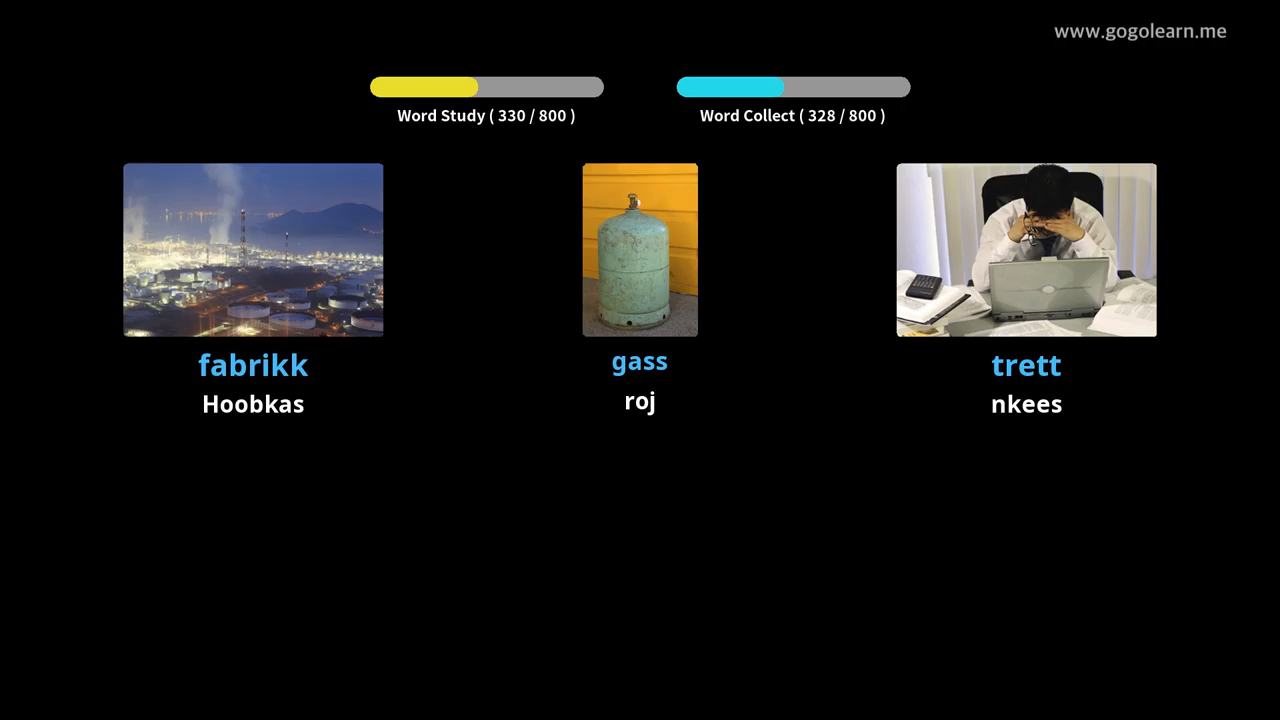 www.gogolearn.me
Word Study ( 330 / 800 )
Word Collect ( 328 / 800 )
fabrikk
Hoobkas
gass
roj
trett
nkees